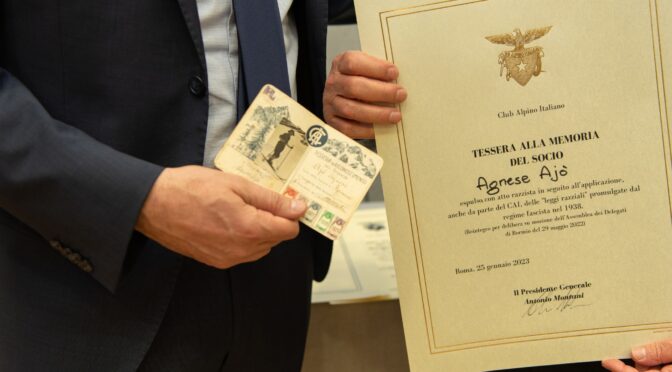 Club Alpino Italiano
TESSERA ALLA MEMORIA
DEL SOCIO
Agnese Ajò
espulso con atto razzista in seguito all'applicazione,
anche da parte del CAI, delle "leggi razziali" promulgate dal
regime fascista nel 1938.
(Reintegro per delibera su mozione dell'Assemblea dei Delegati
di Bormio del 29 maggio 2022)
Roma, 25 gennaio 2023
Il Presidente Generale
Antonio Montani